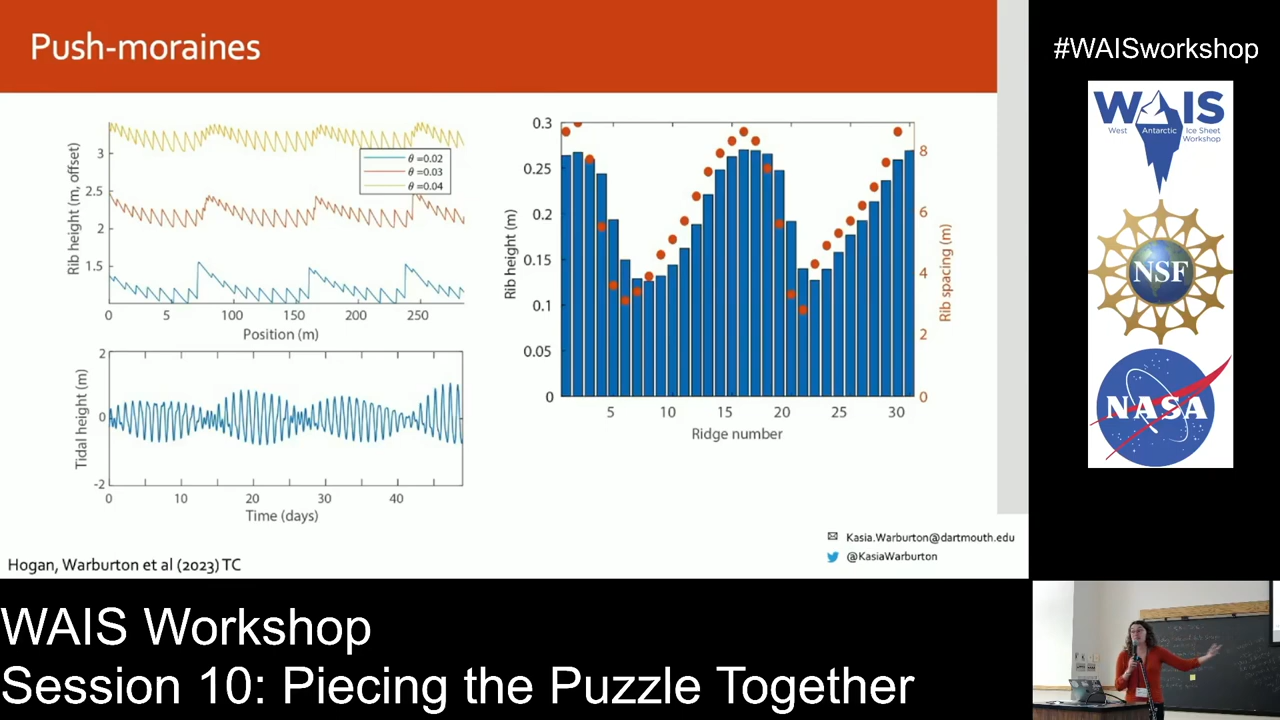 Push-moraines
#WAISworkshop
WAIS
West Antarctic Ice Sheet
Workshop
NSF
NASA
Rib height (m, offset)
3
2.5
2
1.5
θ =0.02
θ =0.03
θ =0.04
0 5 100 150 200 250
Position (m)
Tidal height (m)
2
0
-2
0 10 20 30 40
Time (days)
Rib height (m)
0.3
0.25
0.2
0.15
0.1
0.05
0
5 10 15 20 25 30
Ridge number
8
6
4
2
0
Rib spacing (m)
Kasia.Warburton@dartmouth.edu
@KasiaWarburton
Hogan, Warburton et al (2023) TC
WAIS Workshop
Session 10: Piecing the Puzzle Together